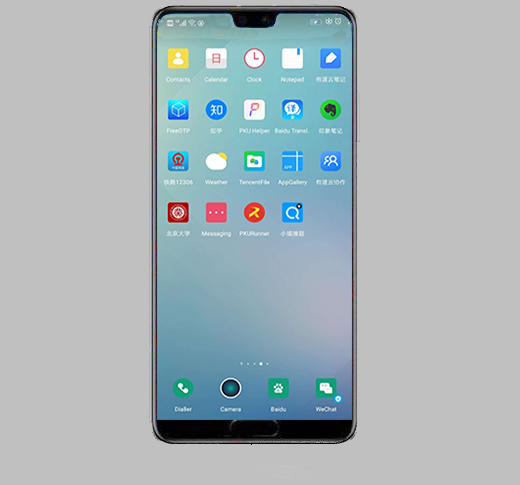 Contacts Calendar Clock Notepad 有道云笔记
FreeOTP 知乎 PKU Helper Baidu Transl. 印象笔记
铁路12306 Weather TencentFile AppGallery 有道云协作
北京大学 Messaging PKURunner 小猿搜题
Dialler Camera Baidu WeChat